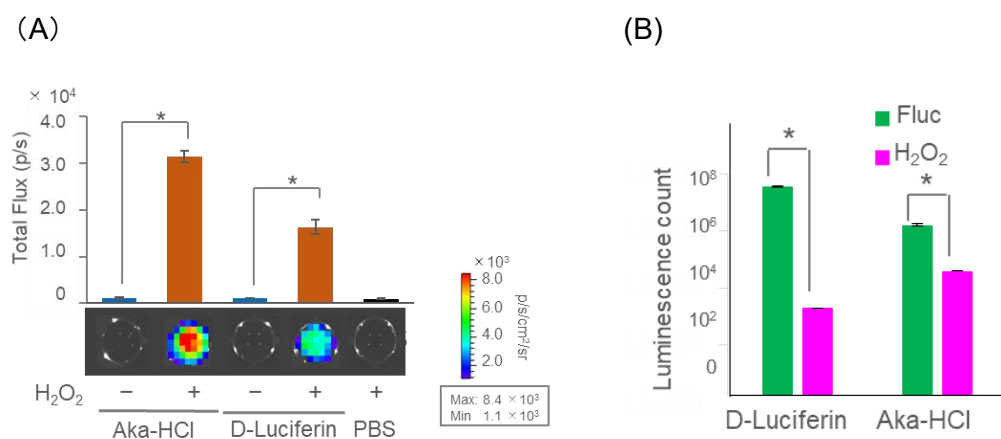 (A)
× 10⁴
Total Flux (p/s)
4.0
3.0
2.0
1.0
0
*
*
× 10³
8.0
6.0
4.0
2.0
p/s/cm²/sr
H₂O₂
− + − + +
Aka-HCl D-Luciferin PBS
Max: 8.4 × 10³
Min 1.1 × 10³
(B)
Fluc
H₂O₂
Luminescence count
10⁸
10⁶
10⁴
10²
0
*
*
D-Luciferin Aka-HCl